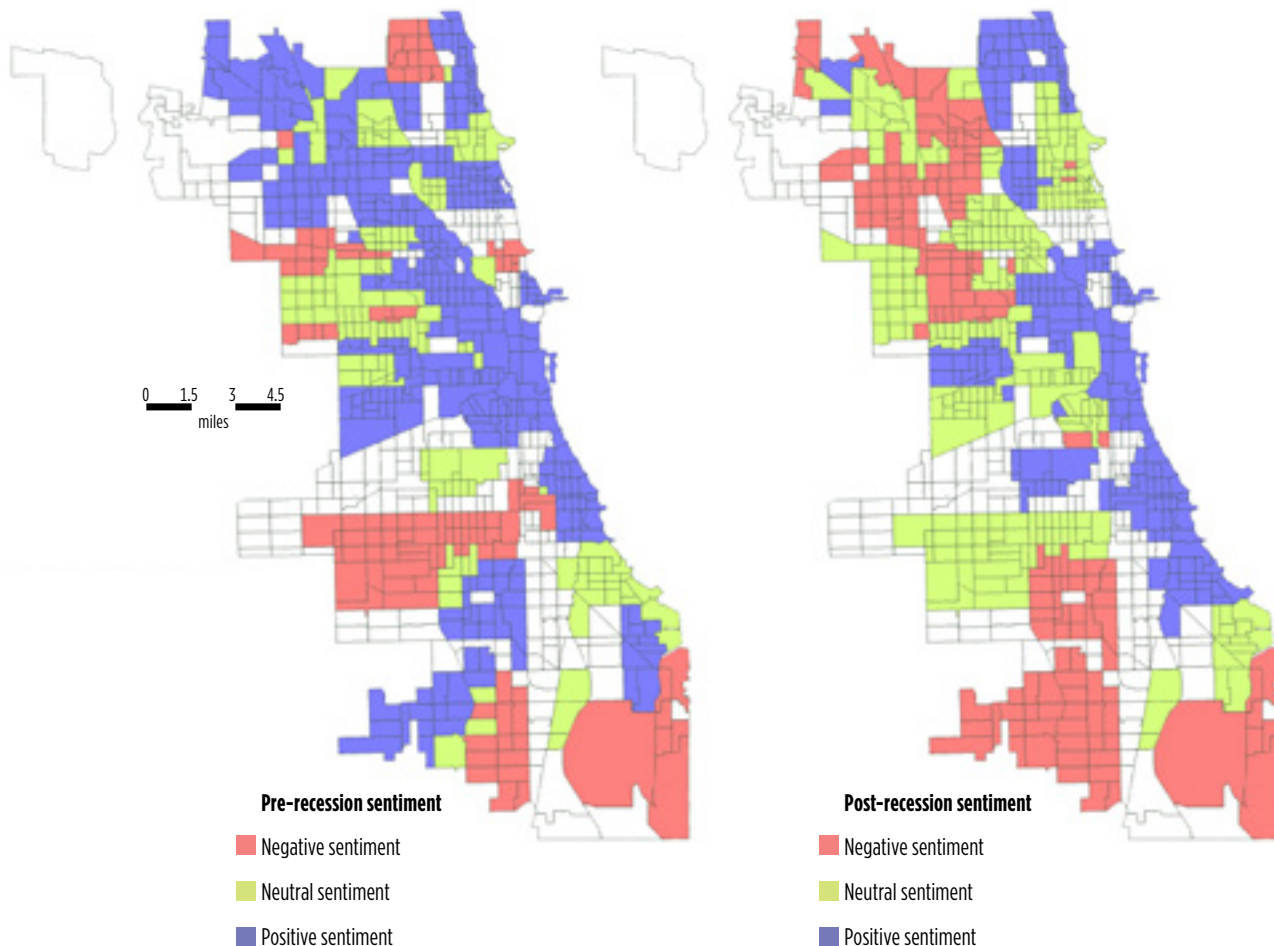 0 1.5 3 4.5
miles
Pre-recession sentiment
Negative sentiment
Neutral sentiment
Positive sentiment
Post-recession sentiment
Negative sentiment
Neutral sentiment
Positive sentiment